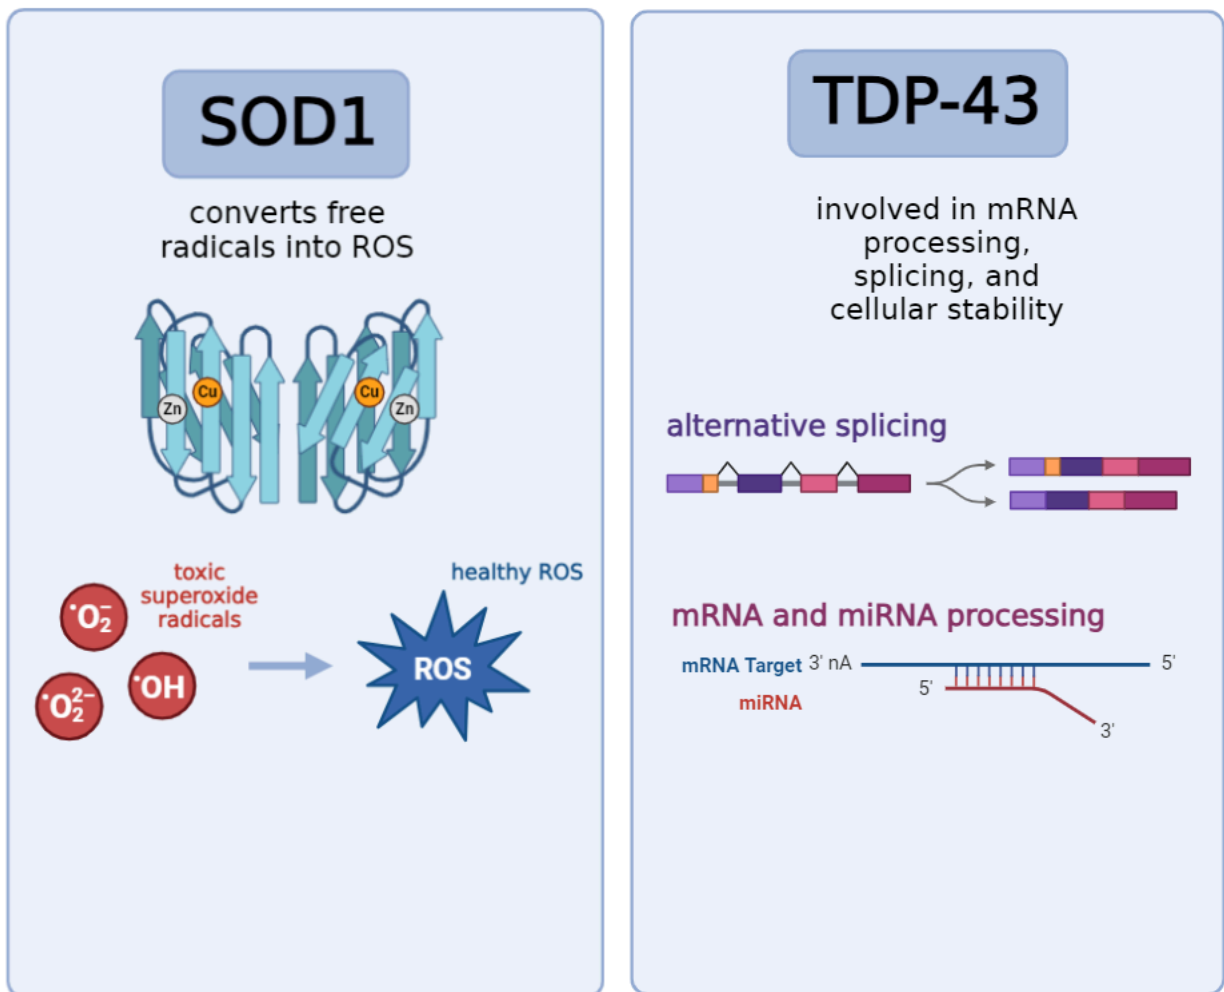 SOD1
converts free
radicals into ROS
Zn
Cu
Cu
Zn
toxic
superoxide
radicals
healthy ROS
•O₂⁻
•O₂²⁻
•OH
ROS
TDP-43
involved in mRNA
processing,
splicing, and
cellular stability
alternative splicing
mRNA and miRNA processing
mRNA Target 3' nA 5'
5'
miRNA
3'